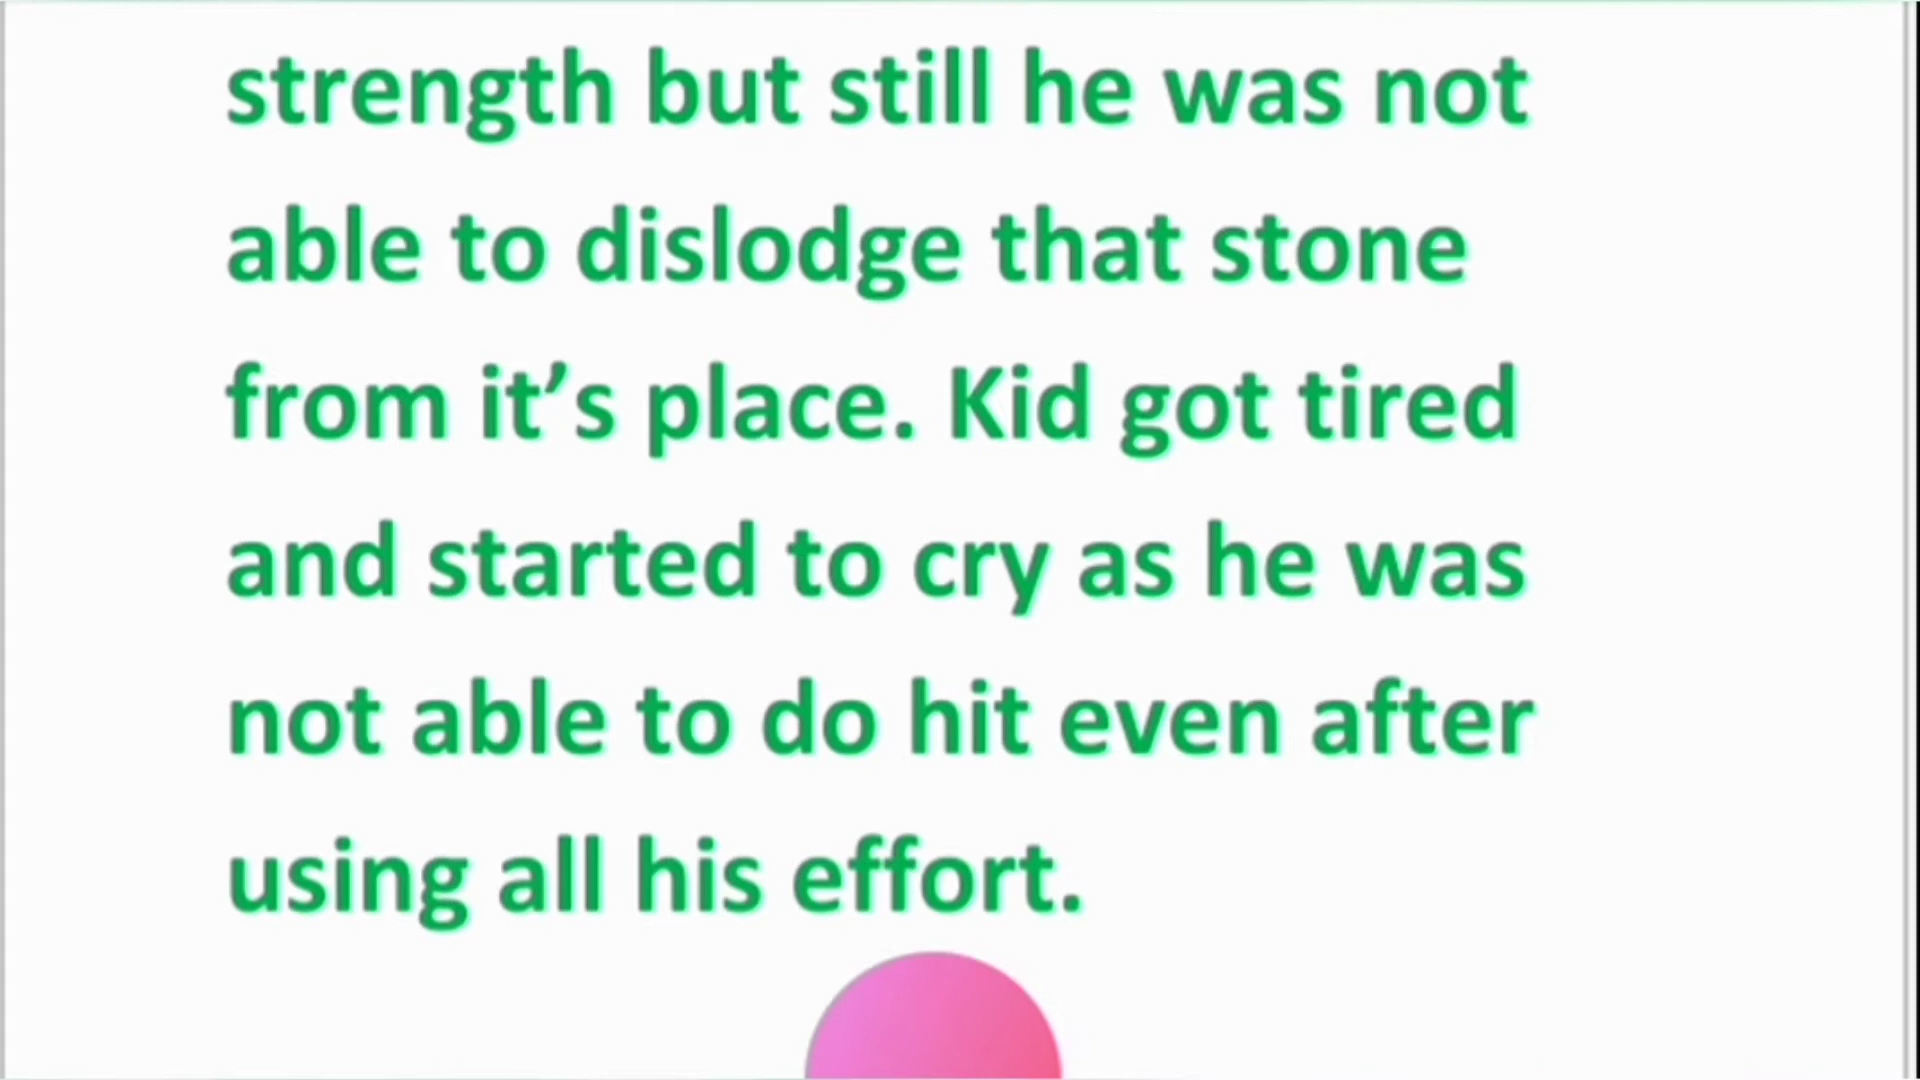 strength but still he was not
able to dislodge that stone
from it’s place. Kid got tired
and started to cry as he was
not able to do hit even after
using all his effort.